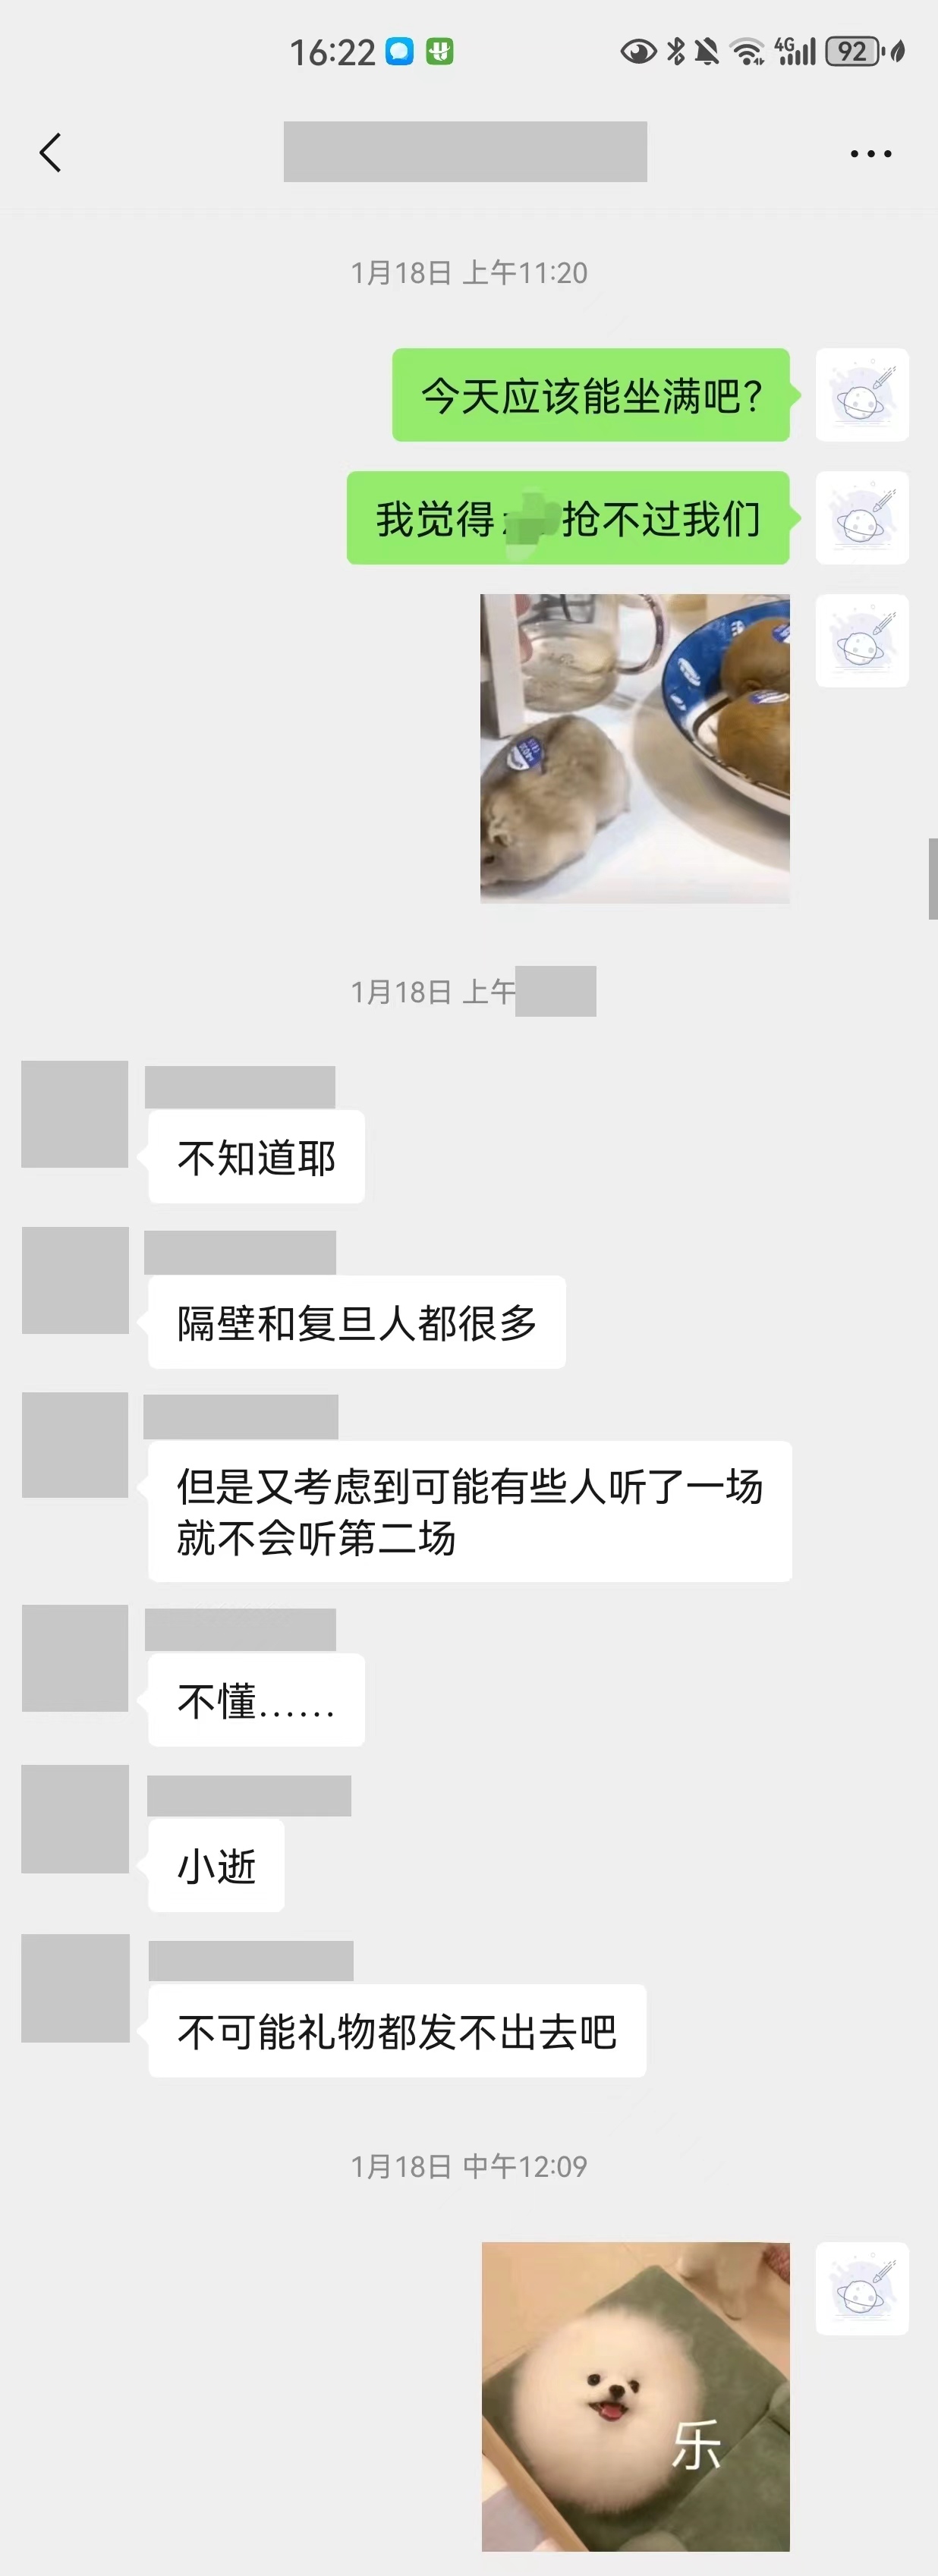 16:22
4G
92
1月18日 上午11:20
今天应该能坐满吧?
我觉得 抢不过我们
1月18日 上午
不知道耶
隔壁和复旦人都很多
但是又考虑到可能有些人听了一场
就不会听第二场
不懂......
小逝
不可能礼物都发不出去吧
1月18日 中午12:09
乐